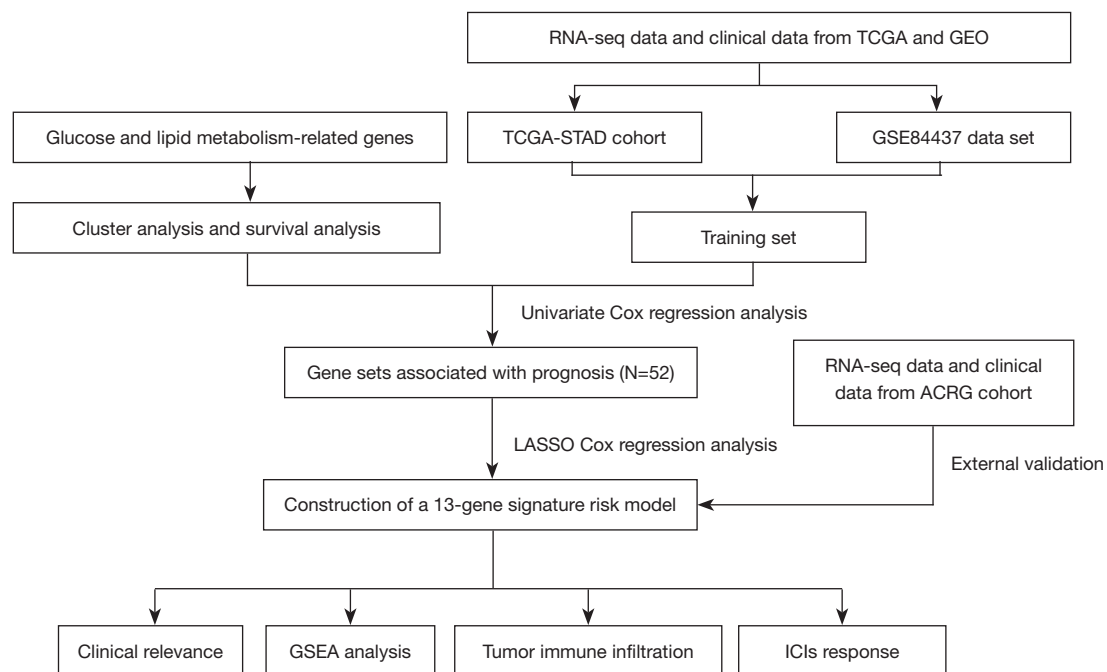 RNA-seq data and clinical data from TCGA and GEO
Glucose and lipid metabolism-related genes
TCGA-STAD cohort
GSE84437 data set
Cluster analysis and survival analysis
Training set
Univariate Cox regression analysis
Gene sets associated with prognosis (N=52)
RNA-seq data and clinical
data from ACRG cohort
LASSO Cox regression analysis
External validation
Construction of a 13-gene signature risk model
Clinical relevance
GSEA analysis
Tumor immune infiltration
ICIs response